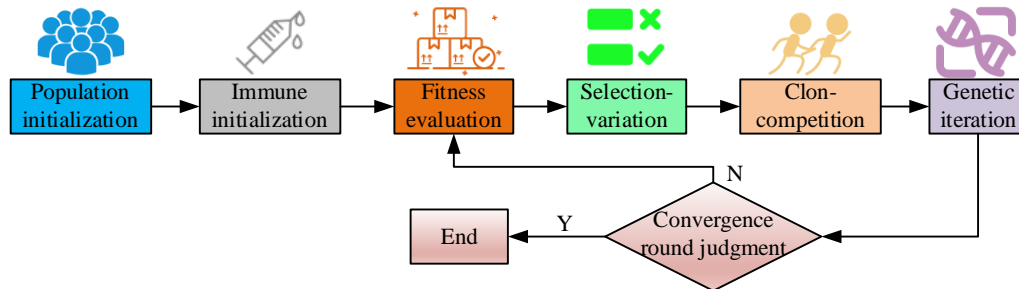 Population
initialization
Immune
initialization
Fitness
evaluation
Selection-
variation
Clon-
competition
Genetic
iteration
N
Convergence
round judgment
Y
End